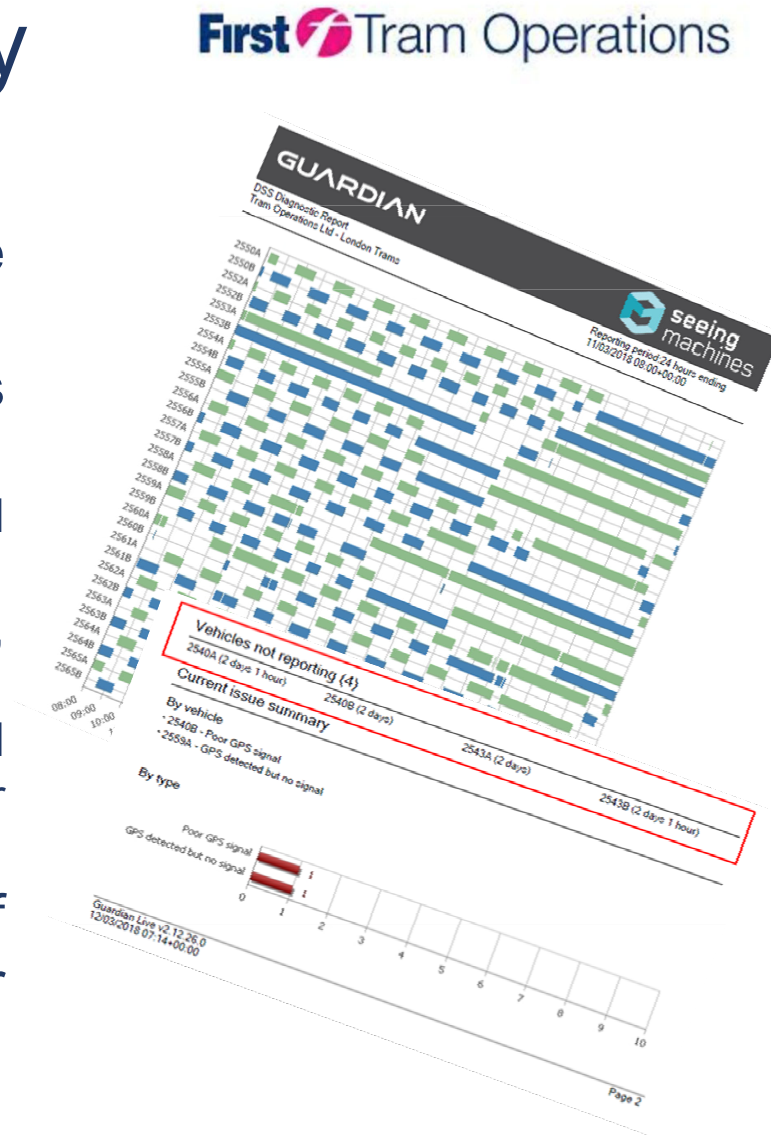 First Tram Operations
y
e
s
l
l
r
f
r
GUARDIAN
DSS Diagnostic Report
Tram Operations Ltd - London Trams
seeing machines
Reporting period:24 hours ending
11/03/2018 08:00+00:00
2550A
2550B
2552A
2552B
2553A
2553B
2554A
2554B
2555A
2555B
2556A
2556B
2557A
2557B
2558A
2558B
2559A
2559B
2560A
2560B
2561A
2561B
2562A
2562B
2563A
2563B
2564A
2564B
2565A
2565B
08:00
09:00
10:00
Vehicles not reporting (4)
2540A (2 days 1 hour) 2540B (2 days) 2543A (2 days) 2543B (2 days 1 hour)
Current issue summary
By vehicle
- 2540B - Poor GPS signal
- 2559A - GPS detected but no signal
By type
Poor GPS signal 1
GPS detected but no signal 1
0 1 2 3 4 5 6 7 8 9 10
Guardian Live v2.12.26.0
12/03/2018 07:14+00:00
Page 2